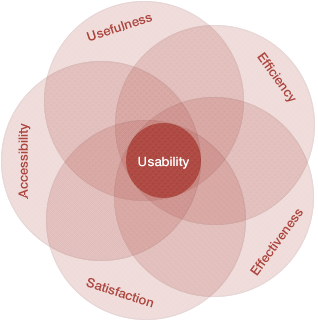 Usefulness
Efficiency
Accessibility
Usability
Effectiveness
Satisfaction